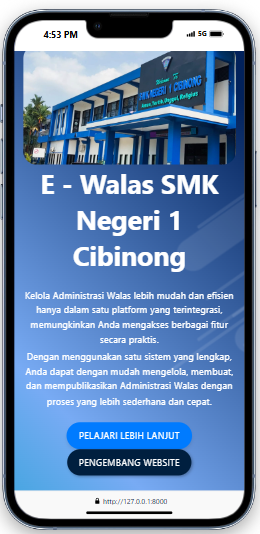 4:53 PM
5G
Welcome To
SMK NEGERI 1 CIBINONG
E - Walas SMK
Negeri 1
Cibinong
Kelola Administrasi Walas lebih mudah dan efisien
hanya dalam satu platform yang terintegrasi,
memungkinkan Anda mengakses berbagai fitur
secara praktis.
Dengan menggunakan satu sistem yang lengkap,
Anda dapat dengan mudah mengelola, membuat,
dan mempublikasikan Administrasi Walas dengan
proses yang lebih sederhana dan cepat.
PELAJARI LEBIH LANJUT
PENGEMBANG WEBSITE
http://127.0.0.1:8000